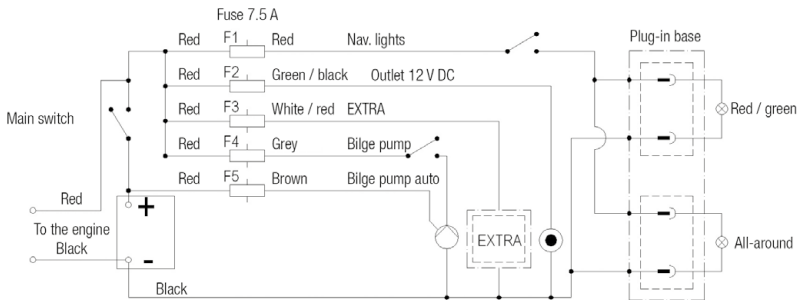 Fuse 7.5 A
Red F1 Red Nav. lights
Plug-in base
Red F2 Green / black Outlet 12 V DC
Red F3 White / red EXTRA
Red / green
Main switch
Red F4 Grey Bilge pump
Red F5 Brown Bilge pump auto
Red
+
To the engine
EXTRA
All-around
Black
-
Black